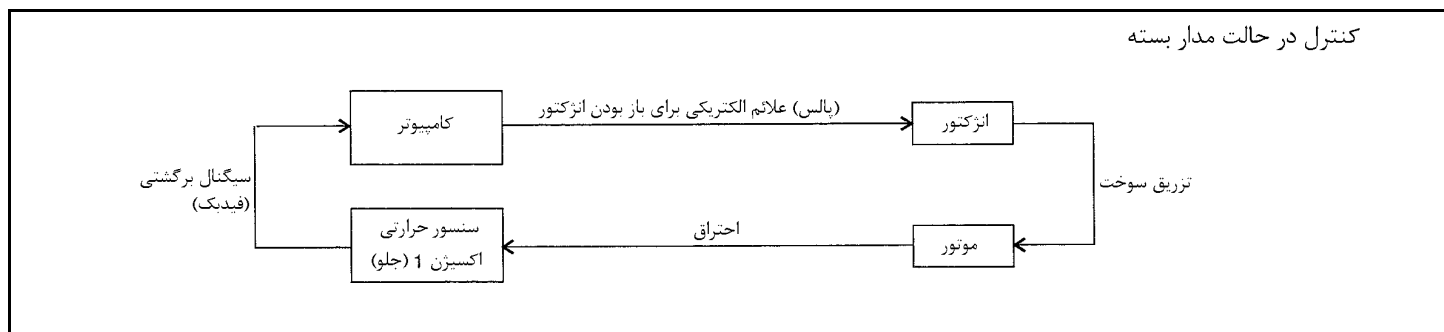 کنترل در حالت مدار بسته
کامپیوتر
(پالس) علائم الکتریکی برای باز بودن انژکتور
انژکتور
سیگنال برگشتی
(فیدبک)
تزریق سوخت
سنسور حرارتی
اکسیژن 1 (جلو)
احتراق
موتور